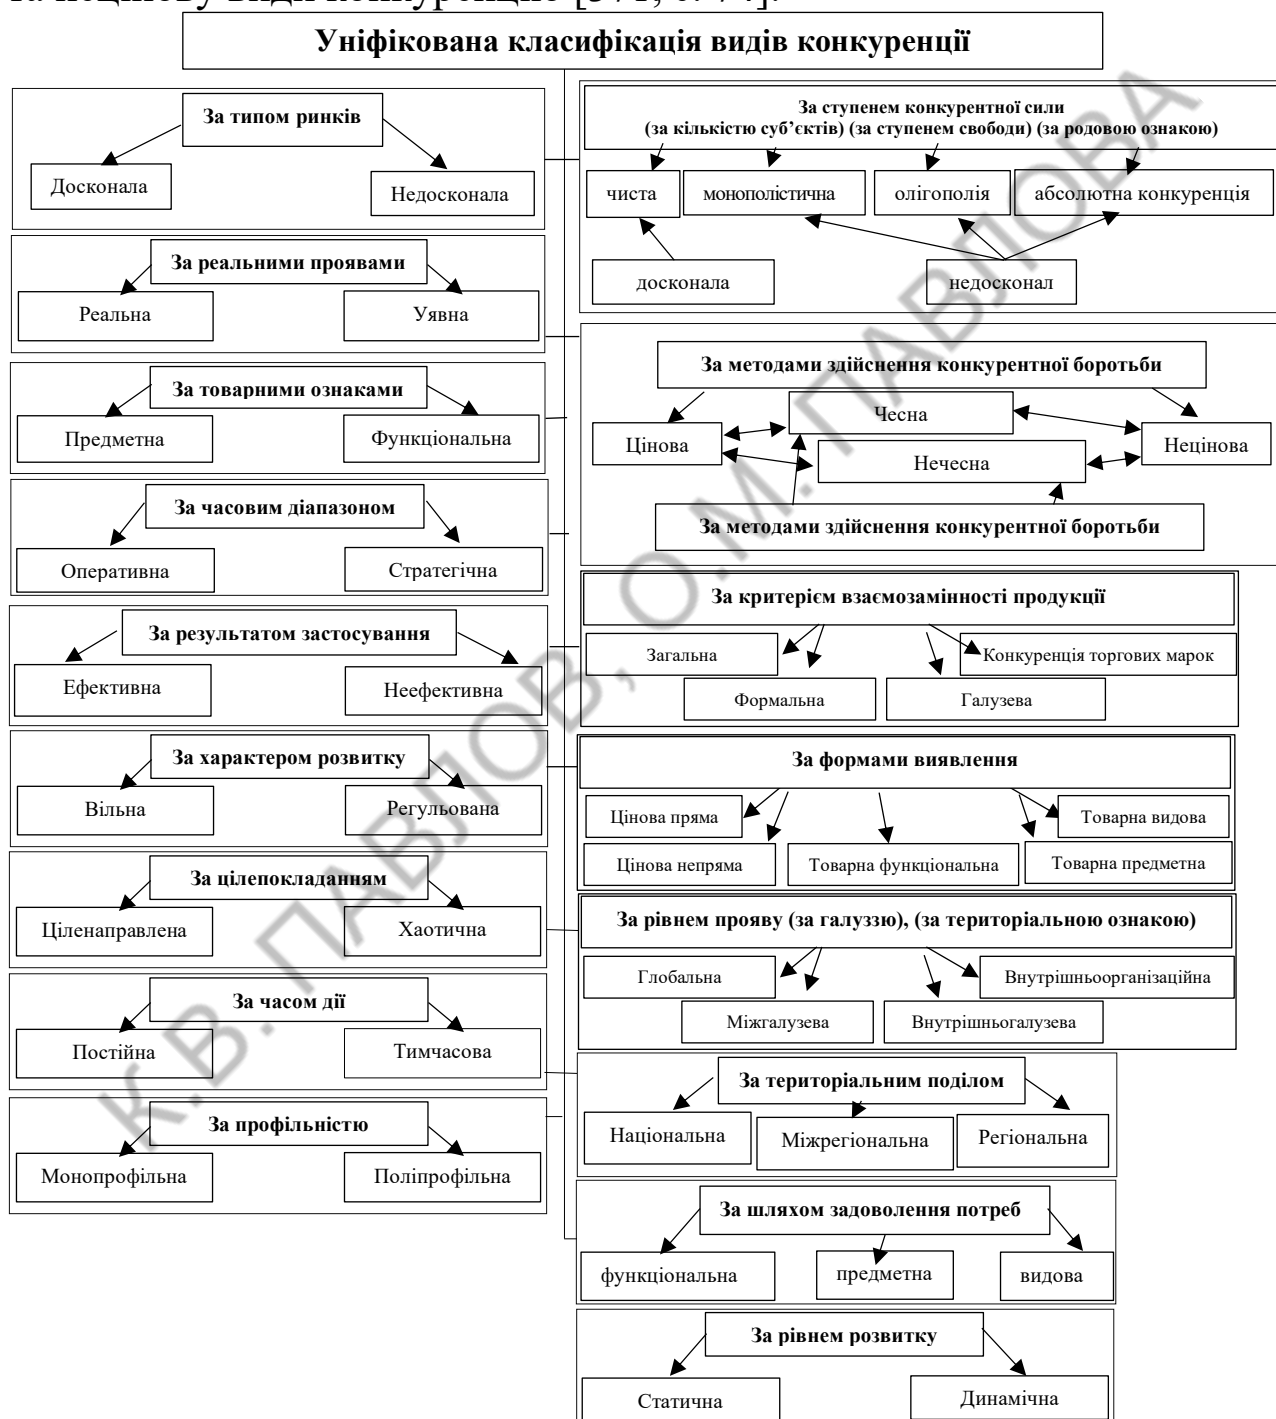 Уніфікована класифікація видів конкуренції
За типом ринків
Досконала
Недосконала
За реальними проявами
Реальна
Уявна
За товарними ознаками
Предметна
Функціональна
За часовим діапазоном
Оперативна
Стратегічна
За результатом застосування
Ефективна
Неефективна
За характером розвитку
Вільна
Регульована
За цілепокладанням
Ціленаправлена
Хаотична
За часом дії
Постійна
Тимчасова
За профільністю
Монопрофільна
Поліпрофільна
За ступенем конкурентної сили
(за кількістю суб’єктів) (за ступенем свободи) (за родовою ознакою)
чиста
монополістична
олігополія
абсолютна конкуренція
досконала
недосконал
За методами здійснення конкурентної боротьби
Чесна
Цінова
Нецінова
Нечесна
За методами здійснення конкурентної боротьби
За критерієм взаємозамінності продукції
Загальна
Конкуренція торгових марок
Формальна
Галузева
За формами виявлення
Цінова пряма
Товарна видова
Цінова непряма
Товарна функціональна
Товарна предметна
За рівнем прояву (за галуззю), (за територіальною ознакою)
Глобальна
Внутрішньоорганізаційна
Міжгалузева
Внутрішньогалузева
За територіальним поділом
Національна
Міжрегіональна
Регіональна
За шляхом задоволення потреб
функціональна
предметна
видова
За рівнем розвитку
Статична
Динамічна
К.В. ПАВЛОВ, О.М. ПАВЛОВА